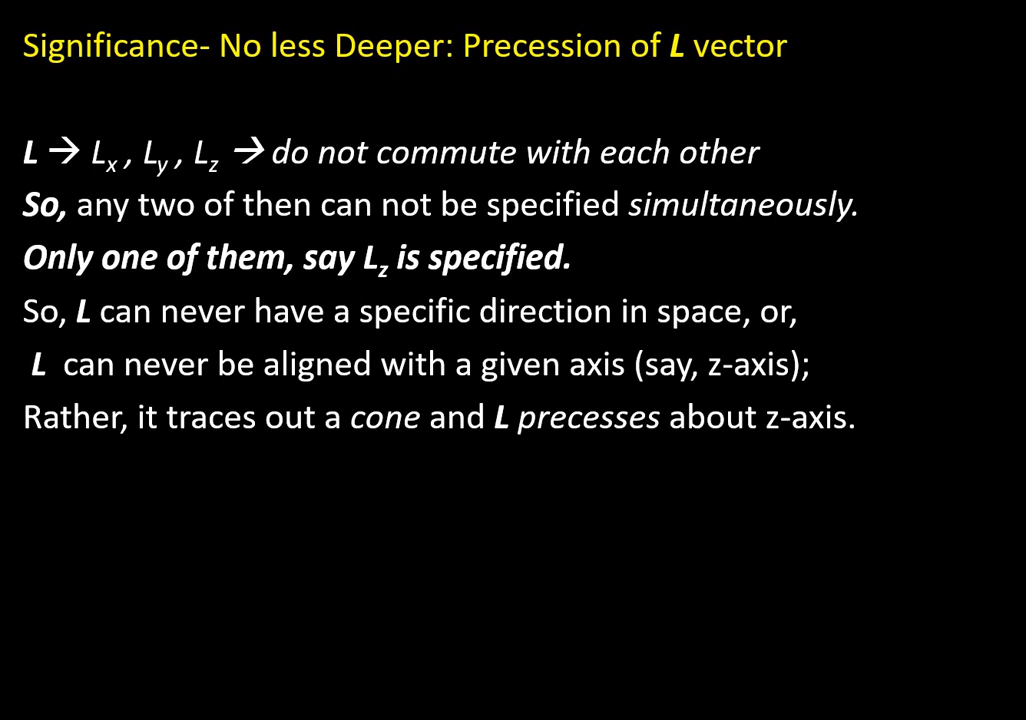 Significance- No less Deeper: Precession of L vector
L → Lx , Ly , Lz → do not commute with each other
So, any two of then can not be specified simultaneously.
Only one of them, say Lz is specified.
So, L can never have a specific direction in space, or,
L can never be aligned with a given axis (say, z-axis);
Rather, it traces out a cone and L precesses about z-axis.